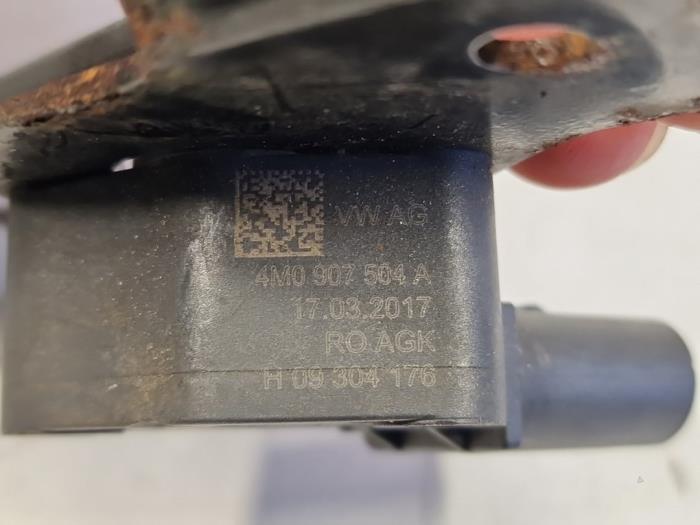 VW AG
4M0 907 504 A
17.03.2017
RO AGK
H 09 304 176